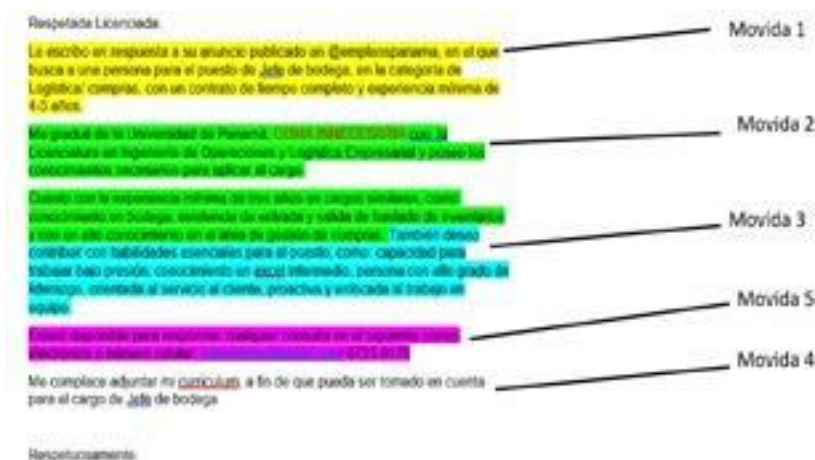 Respetada Licenciada
Le escribo en respuesta a su anuncio publicado en @empleospanama, en el que
busca a una persona para el puesto de Jefe de bodega, en la categoría de
Logística/ compras, con un contrato de tiempo completo y experiencia mínima de
4-5 años.
Me gradué de la Universidad de Panamá, con la
Licenciatura en Ingeniería de Operaciones y Logística Empresarial y poseo los
conocimientos necesarios para aplicar al cargo.
Cuento con la experiencia mínima de tres años en cargos similares, como
conocimiento en bodega, existencia de entrada y salida de traslado de inventarios
y con un alto conocimiento en el área de gestión de compras. También deseo
contribuir con habilidades esenciales para el puesto, como: capacidad para
trabajar bajo presión, conocimiento en excel intermedio, persona con alto grado de
liderazgo, orientada al servicio al cliente, proactiva y enfocada al trabajo en
equipo.
Estaré disponible para responder cualquier consulta en el siguiente correo
electrónico o número celular:
Me complace adjuntar mi curriculum, a fin de que pueda ser tomado en cuenta
para el cargo de Jefe de bodega
Respetuosamente
Movida 1
Movida 2
Movida 3
Movida 5
Movida 4